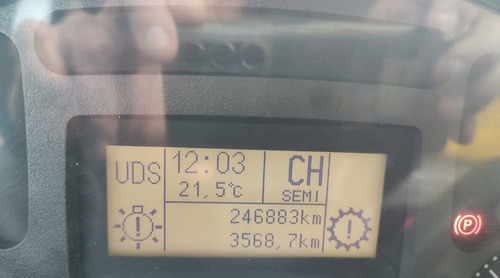 UDS
12:03
21,5°C
CH
SEMI
246883km
3568,7km
P